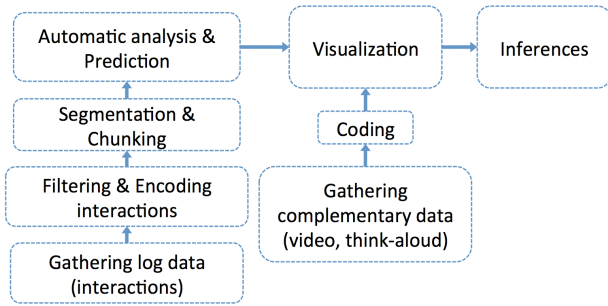 Automatic analysis &
Prediction
Visualization
Inferences
Segmentation &
Chunking
Coding
Filtering & Encoding
interactions
Gathering
complementary data
(video, think-aloud)
Gathering log data
(interactions)